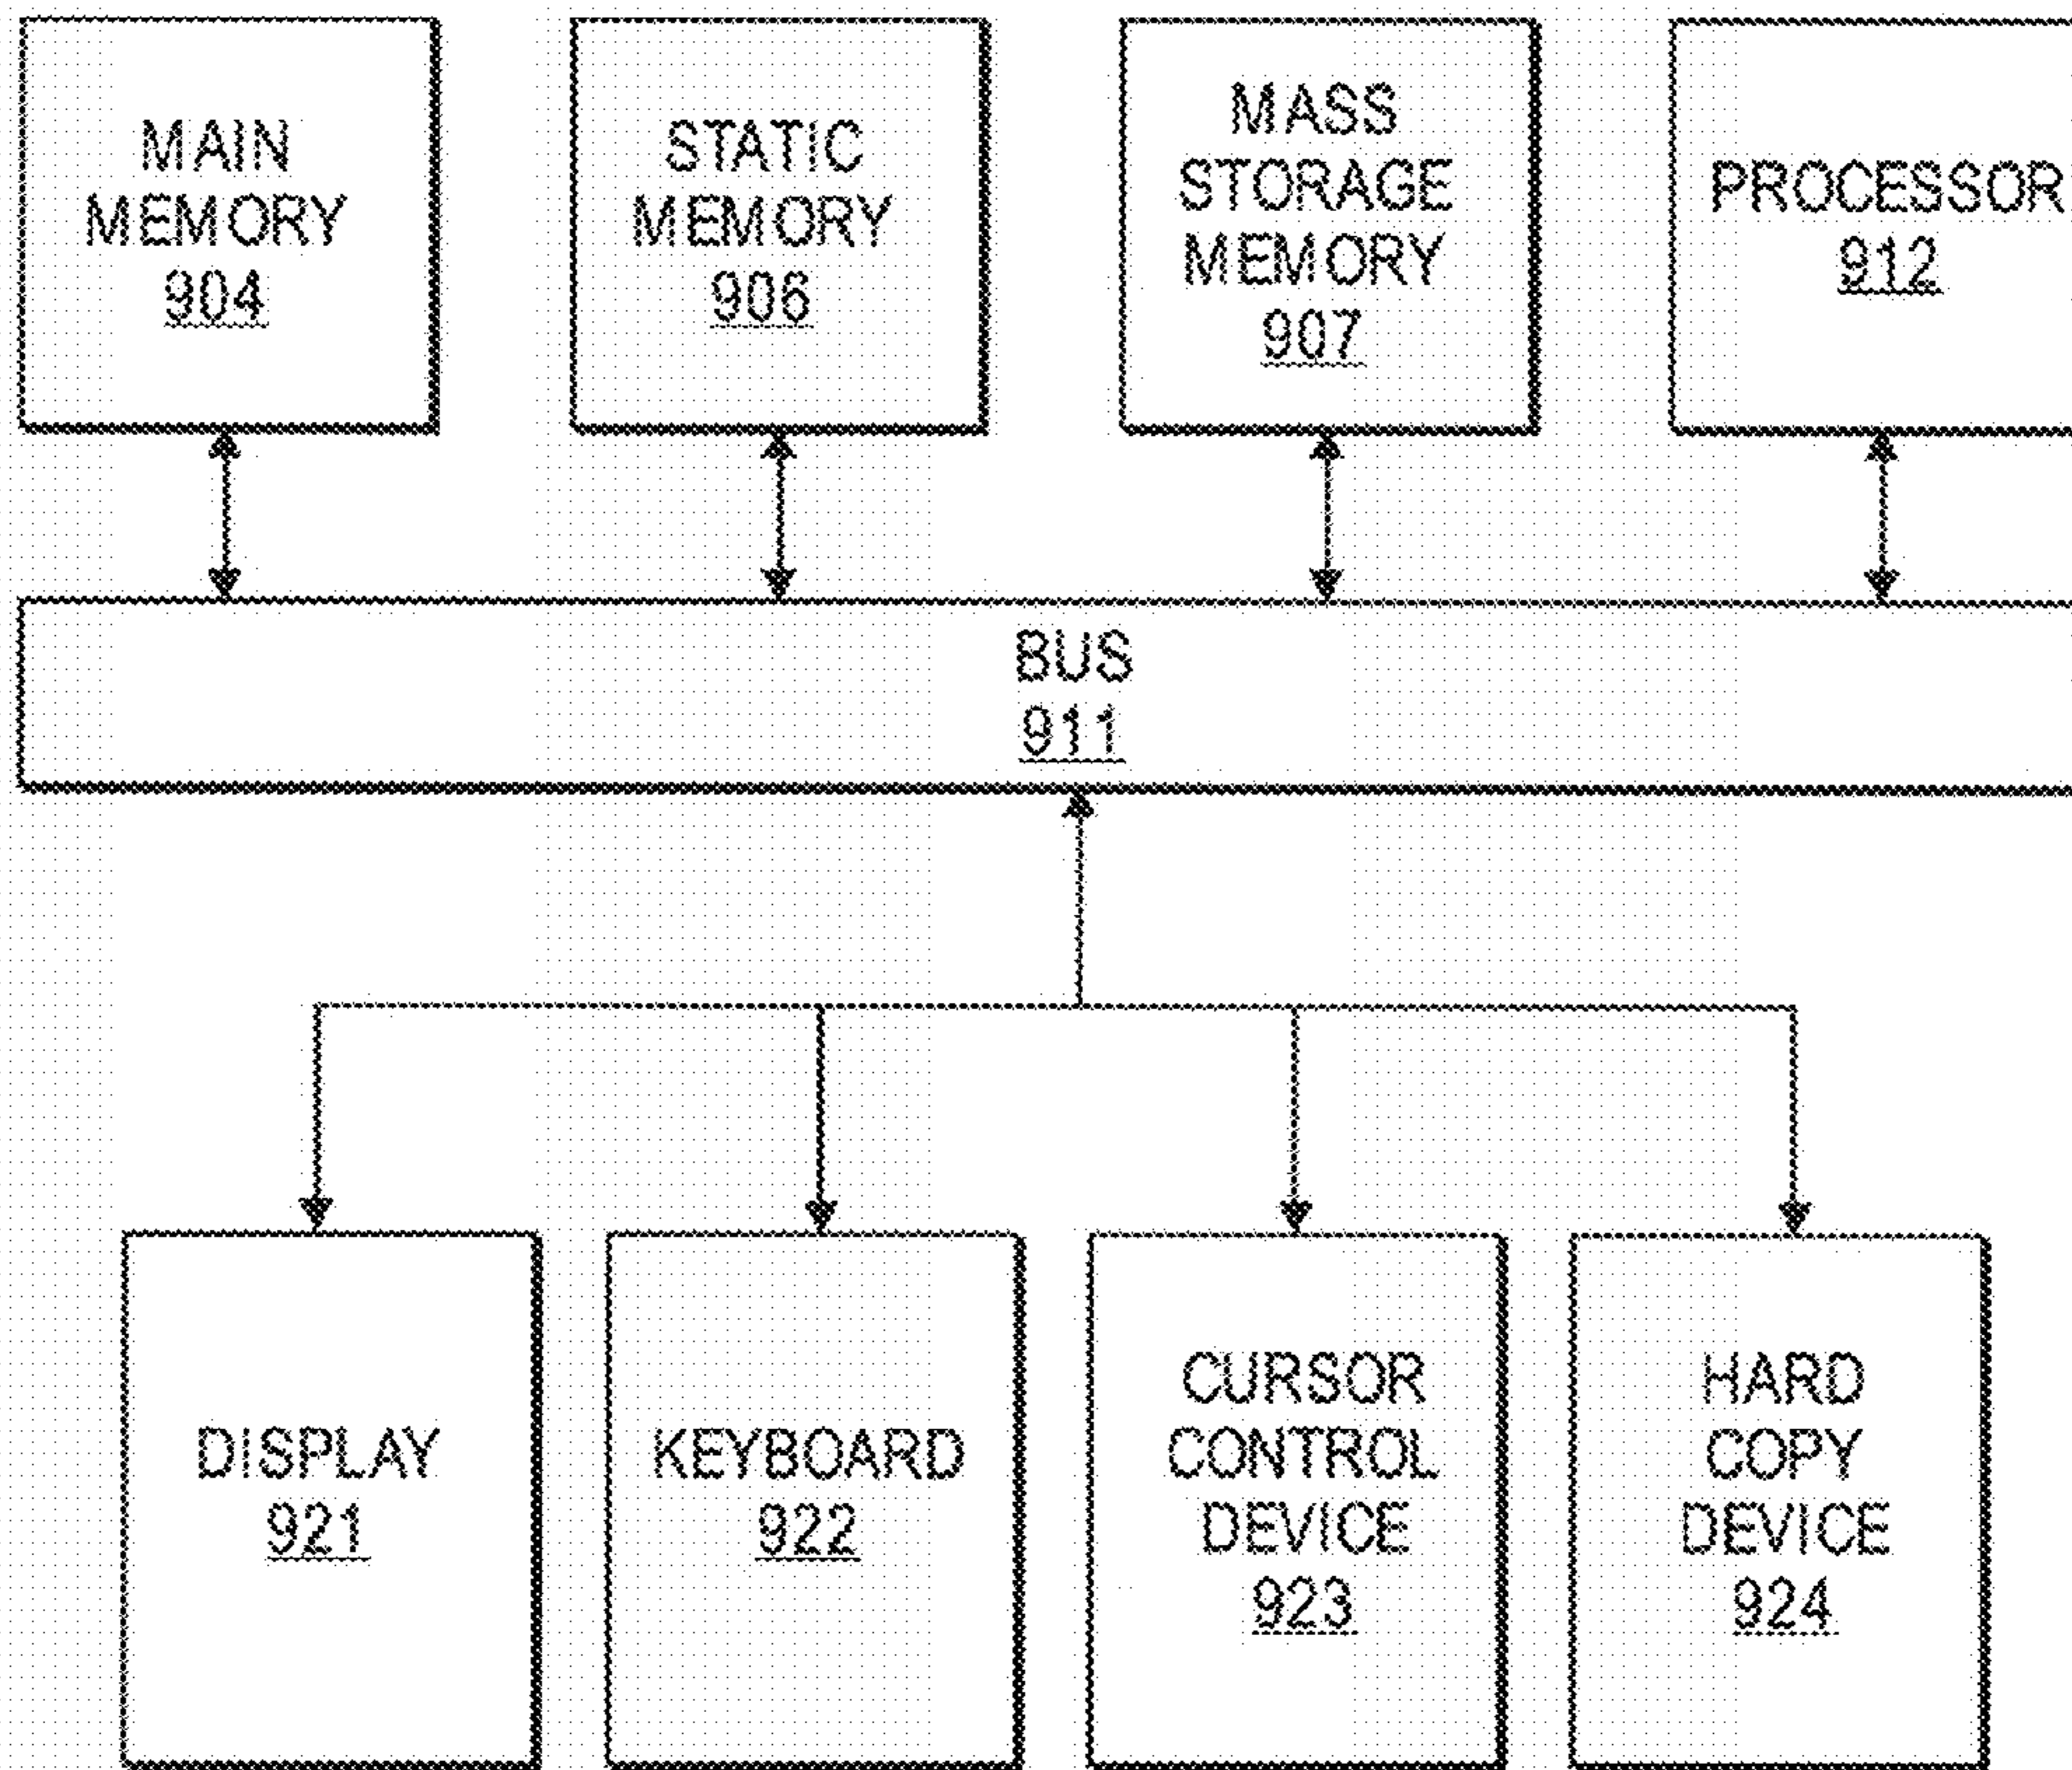 MAIN
MEMORY
904
STATIC
MEMORY
906
MASS
STORAGE
MEMORY
907
PROCESSOR
912
BUS
911
DISPLAY
921
KEYBOARD
922
CURSOR
CONTROL
DEVICE
923
HARD
COPY
DEVICE
924